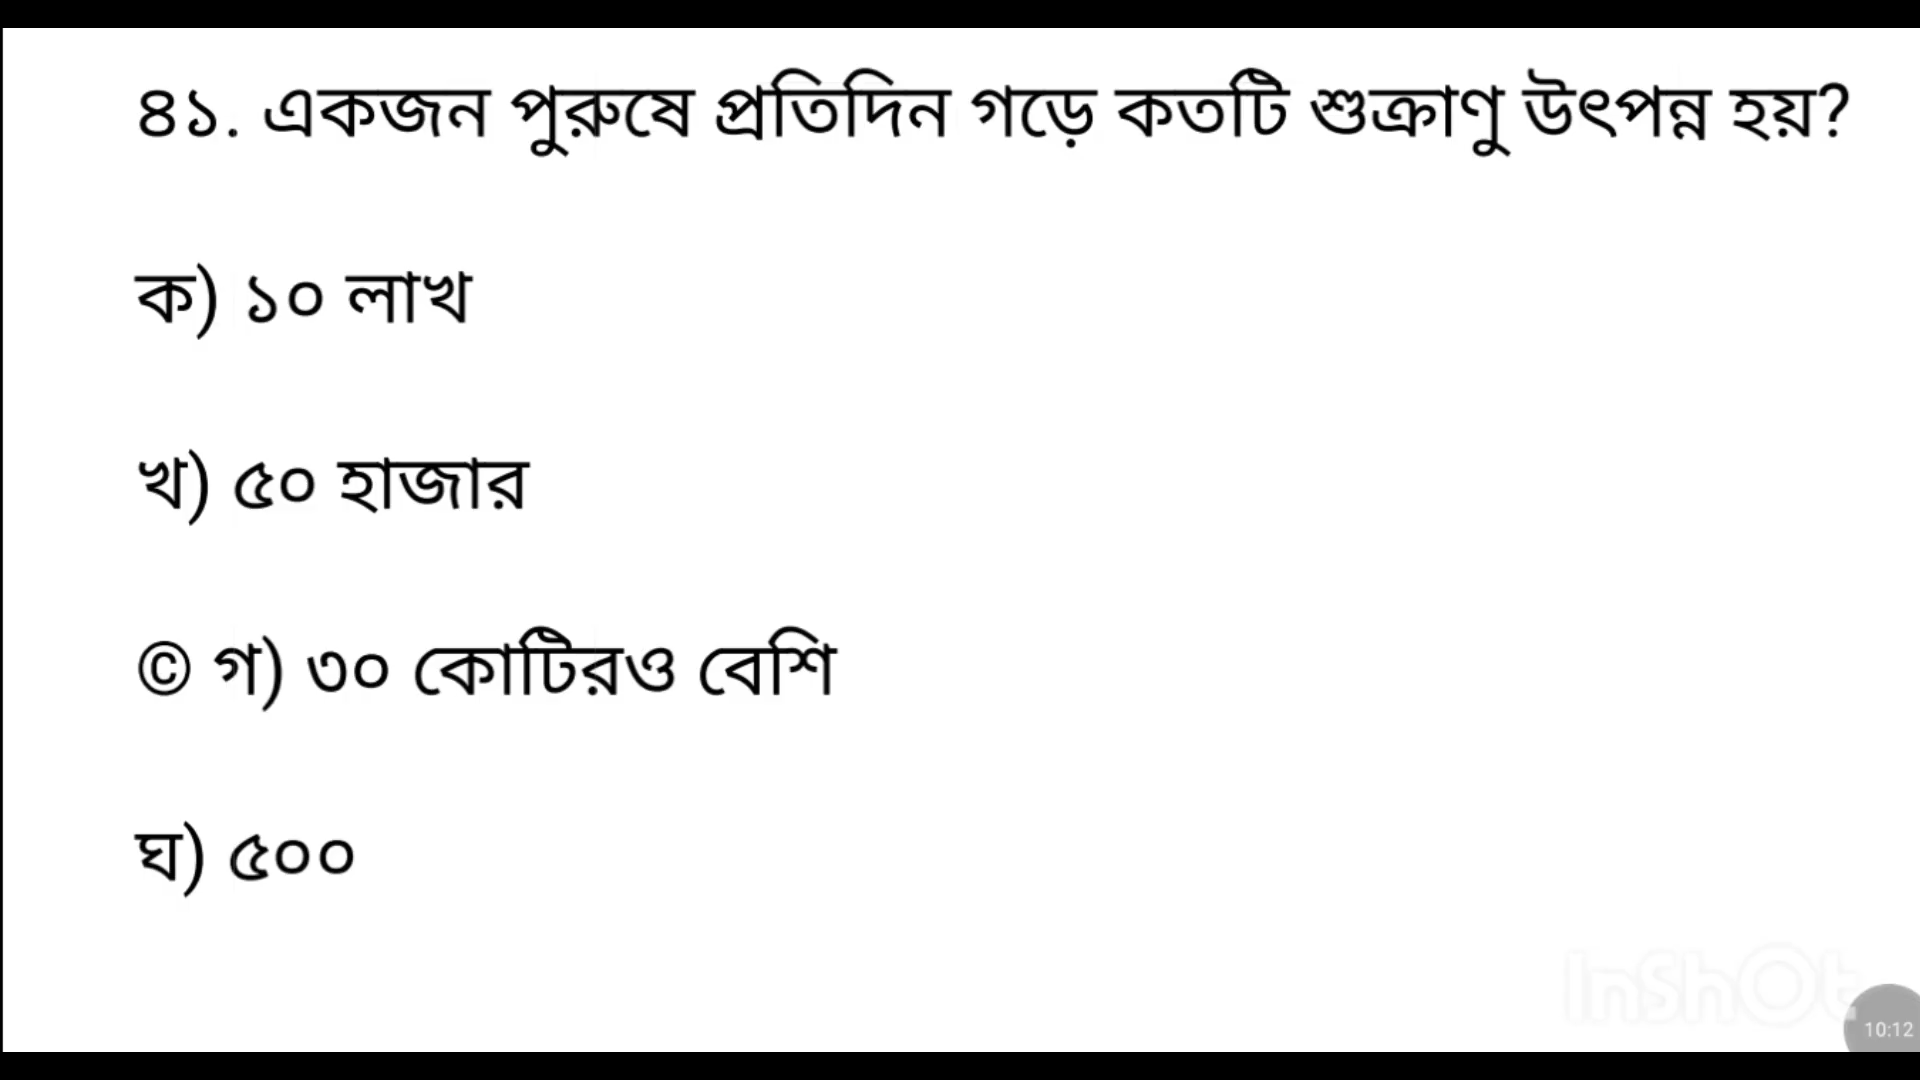 ৪১. একজন পুরুষে প্রতিদিন গড়ে কতটি শুক্রাণু উৎপন্ন হয়?
ক) ১০ লাখ
খ) ৫০ হাজার
© গ) ৩০ কোটিরও বেশি
ঘ) ৫০০
InShOt
10:12